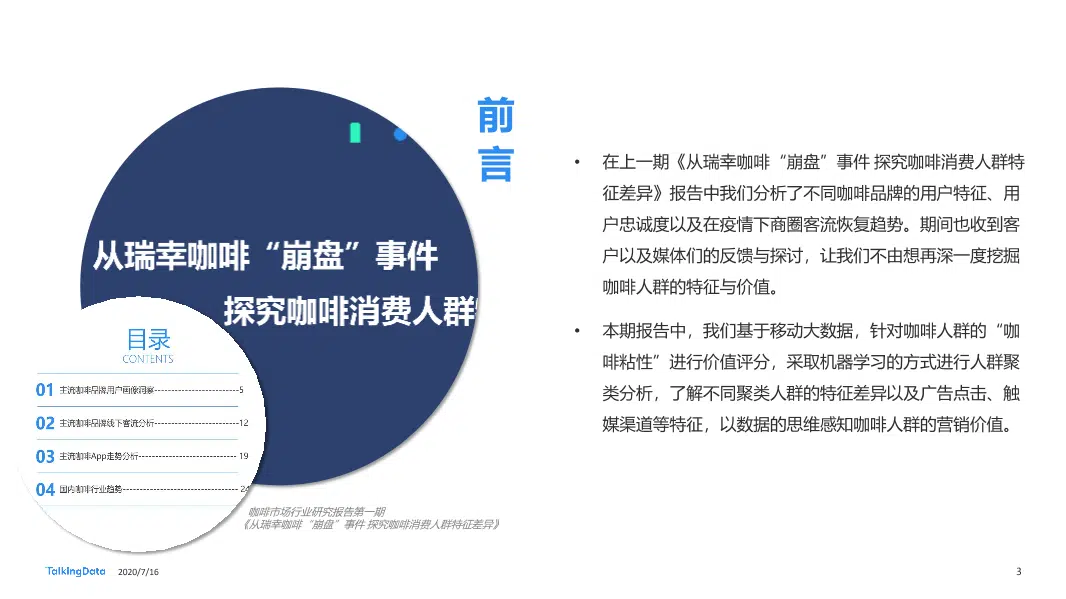 前
言
从瑞幸咖啡“崩盘”事件
探究咖啡消费人群
目录
CONTENTS
01 主流咖啡品牌用户画像洞察---------------------------5
02 主流咖啡品牌线下客流分析--------------------------12
03 主流咖啡App走势分析------------------------------- 19
04 国内咖啡行业趋势------------------------------------ 24
咖啡市场行业研究报告第一期
《从瑞幸咖啡“崩盘”事件 探究咖啡消费人群特征差异》
• 在上一期《从瑞幸咖啡“崩盘”事件 探究咖啡消费人群特
征差异》报告中我们分析了不同咖啡品牌的用户特征、用
户忠诚度以及在疫情下商圈客流恢复趋势。期间也收到客
户以及媒体们的反馈与探讨，让我们不由想再深一度挖掘
咖啡人群的特征与价值。
• 本期报告中，我们基于移动大数据，针对咖啡人群的“咖
啡粘性”进行价值评分，采取机器学习的方式进行人群聚
类分析，了解不同聚类人群的特征差异以及广告点击、触
媒渠道等特征，以数据的思维感知咖啡人群的营销价值。
TalkingData 2020/7/16
3